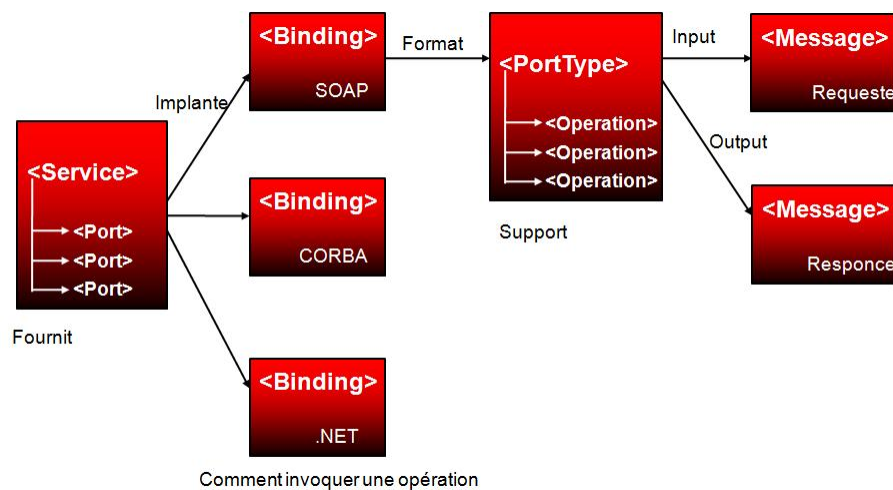 <Service>
<Port>
<Port>
<Port>
Fournit
Implante
<Binding>
SOAP
<Binding>
CORBA
<Binding>
.NET
Comment invoquer une opération
Format
<PortType>
<Operation>
<Operation>
<Operation>
Support
Input
<Message>
Requeste
Output
<Message>
Responce